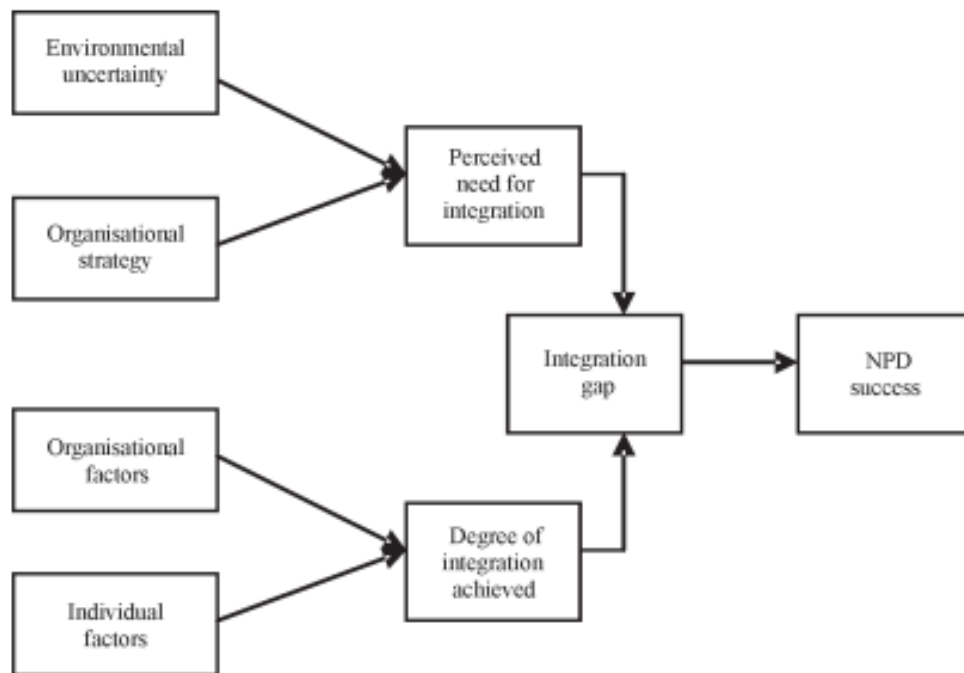 Environmental
uncertainty
Perceived
need for
integration
Organisational
strategy
Integration
gap
NPD
success
Organisational
factors
Degree of
integration
achieved
Individual
factors